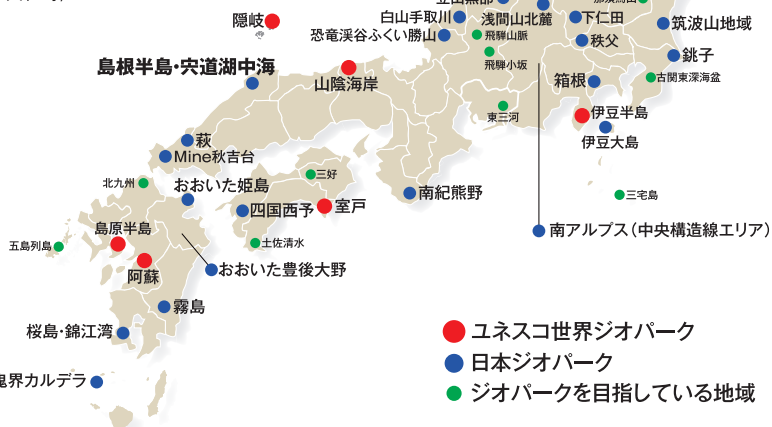 隠岐
白山手取川
浅間山北麓
下仁田
筑波山地域
恐竜渓谷ふくい勝山
飛騨山脈
秩父
銚子
飛騨小坂
島根半島・宍道湖中海
山陰海岸
箱根
古関東深海盆
東三河
伊豆半島
伊豆大島
萩
Mine秋吉台
北九州
おおいた姫島
三好
南紀熊野
三宅島
四国西予
室戸
島原半島
五島列島
土佐清水
南アルプス（中央構造線エリア）
阿蘇
おおいた豊後大野
霧島
桜島・錦江湾
鬼界カルデラ
ユネスコ世界ジオパーク
日本ジオパーク
ジオパークを目指している地域